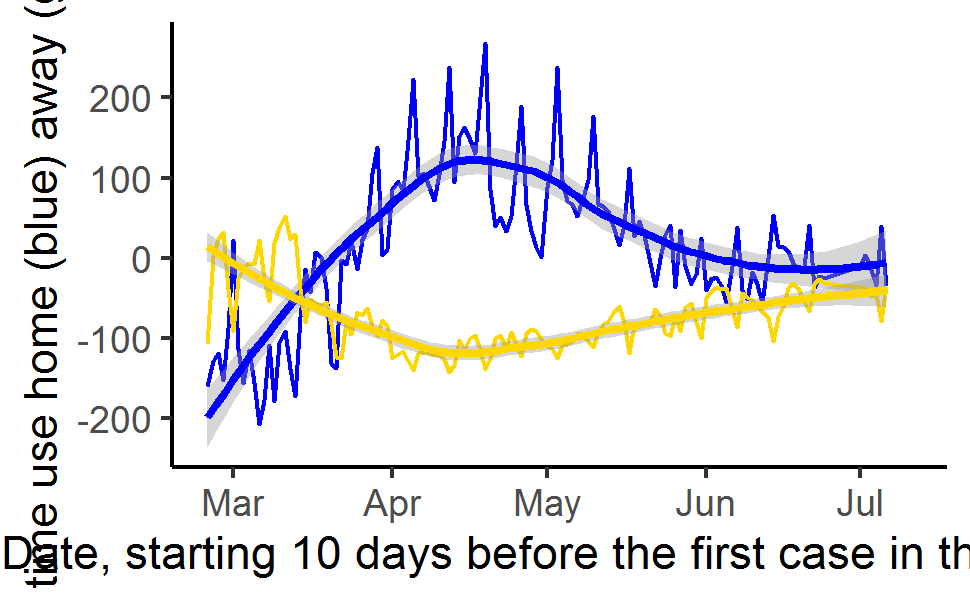 time use home (blue) away (g
200
100
0
-100
-200
Mar Apr May Jun Jul
Date, starting 10 days before the first case in th